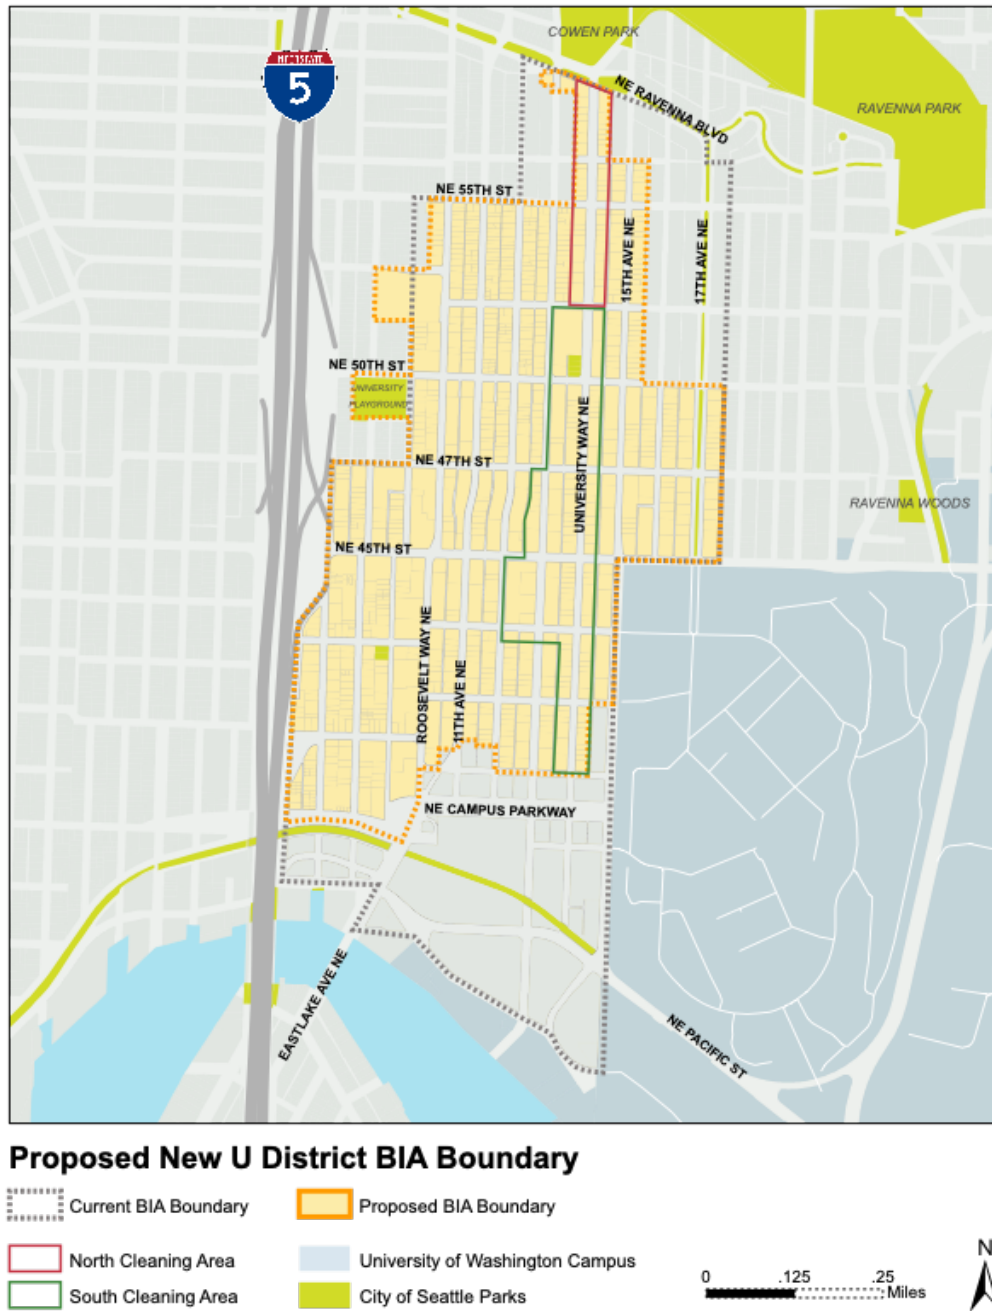 COWEN PARK
INTERSTATE
5
NE RAVENNA BLVD
RAVENNA PARK
NE 55TH ST
15TH AVE NE
17TH AVE NE
NE 50TH ST
UNIVERSITY
PLAYGROUND
UNIVERSITY WAY NE
NE 47TH ST
RAVENNA WOODS
NE 45TH ST
ROOSEVELT WAY NE
11TH AVE NE
NE CAMPUS PARKWAY
EASTLAKE AVE NE
NE PACIFIC ST
Proposed New U District BIA Boundary
Current BIA Boundary
Proposed BIA Boundary
North Cleaning Area
University of Washington Campus
South Cleaning Area
City of Seattle Parks
0 .125 .25
Miles
N